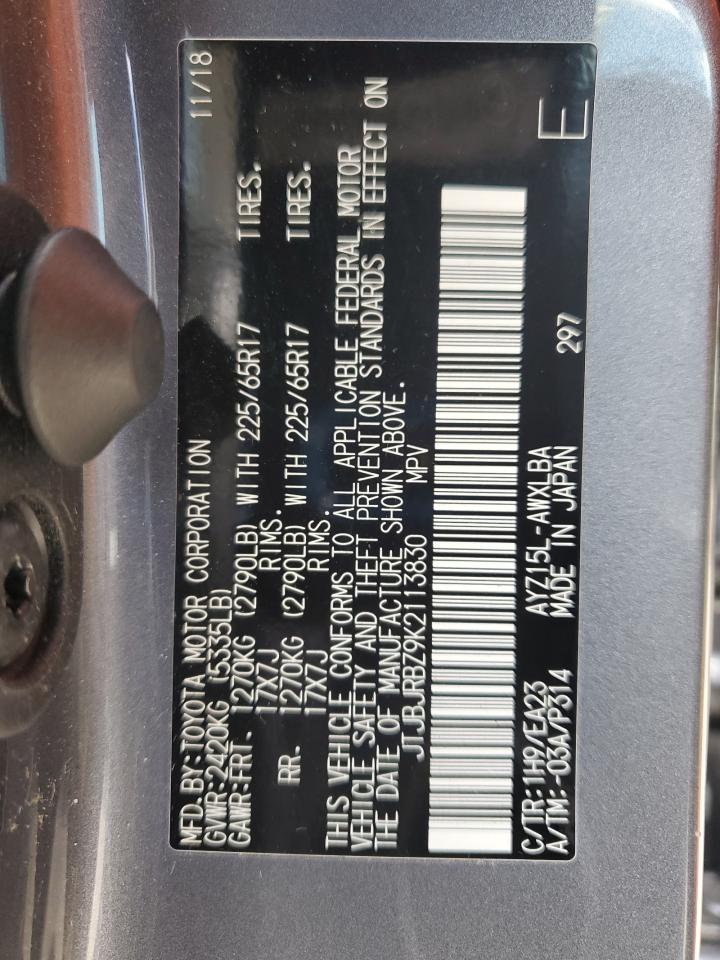 MFD.BY:TOYOTA MOTOR CORPORATION 11/18
GVWR:2420KG (5335LB)
GAWR:FRT. 1270KG (2790LB) WITH 225/65R17 TIRES.
17X7J RIMS.
RR. 1270KG (2790LB) WITH 225/65R17 TIRES.
17X7J RIMS.
THIS VEHICLE CONFORMS TO ALL APPLICABLE FEDERAL MOTOR
VEHICLE SAFETY AND THEFT PREVENTION STANDARDS IN EFFECT ON
THE DATE OF MANUFACTURE SHOWN ABOVE.
JTJBJRBZ9K2113830 MPV
C/TR:1H9/EA23 AYZ15L-AWXLBA E
A/TM:-03A/P314 MADE IN JAPAN 297